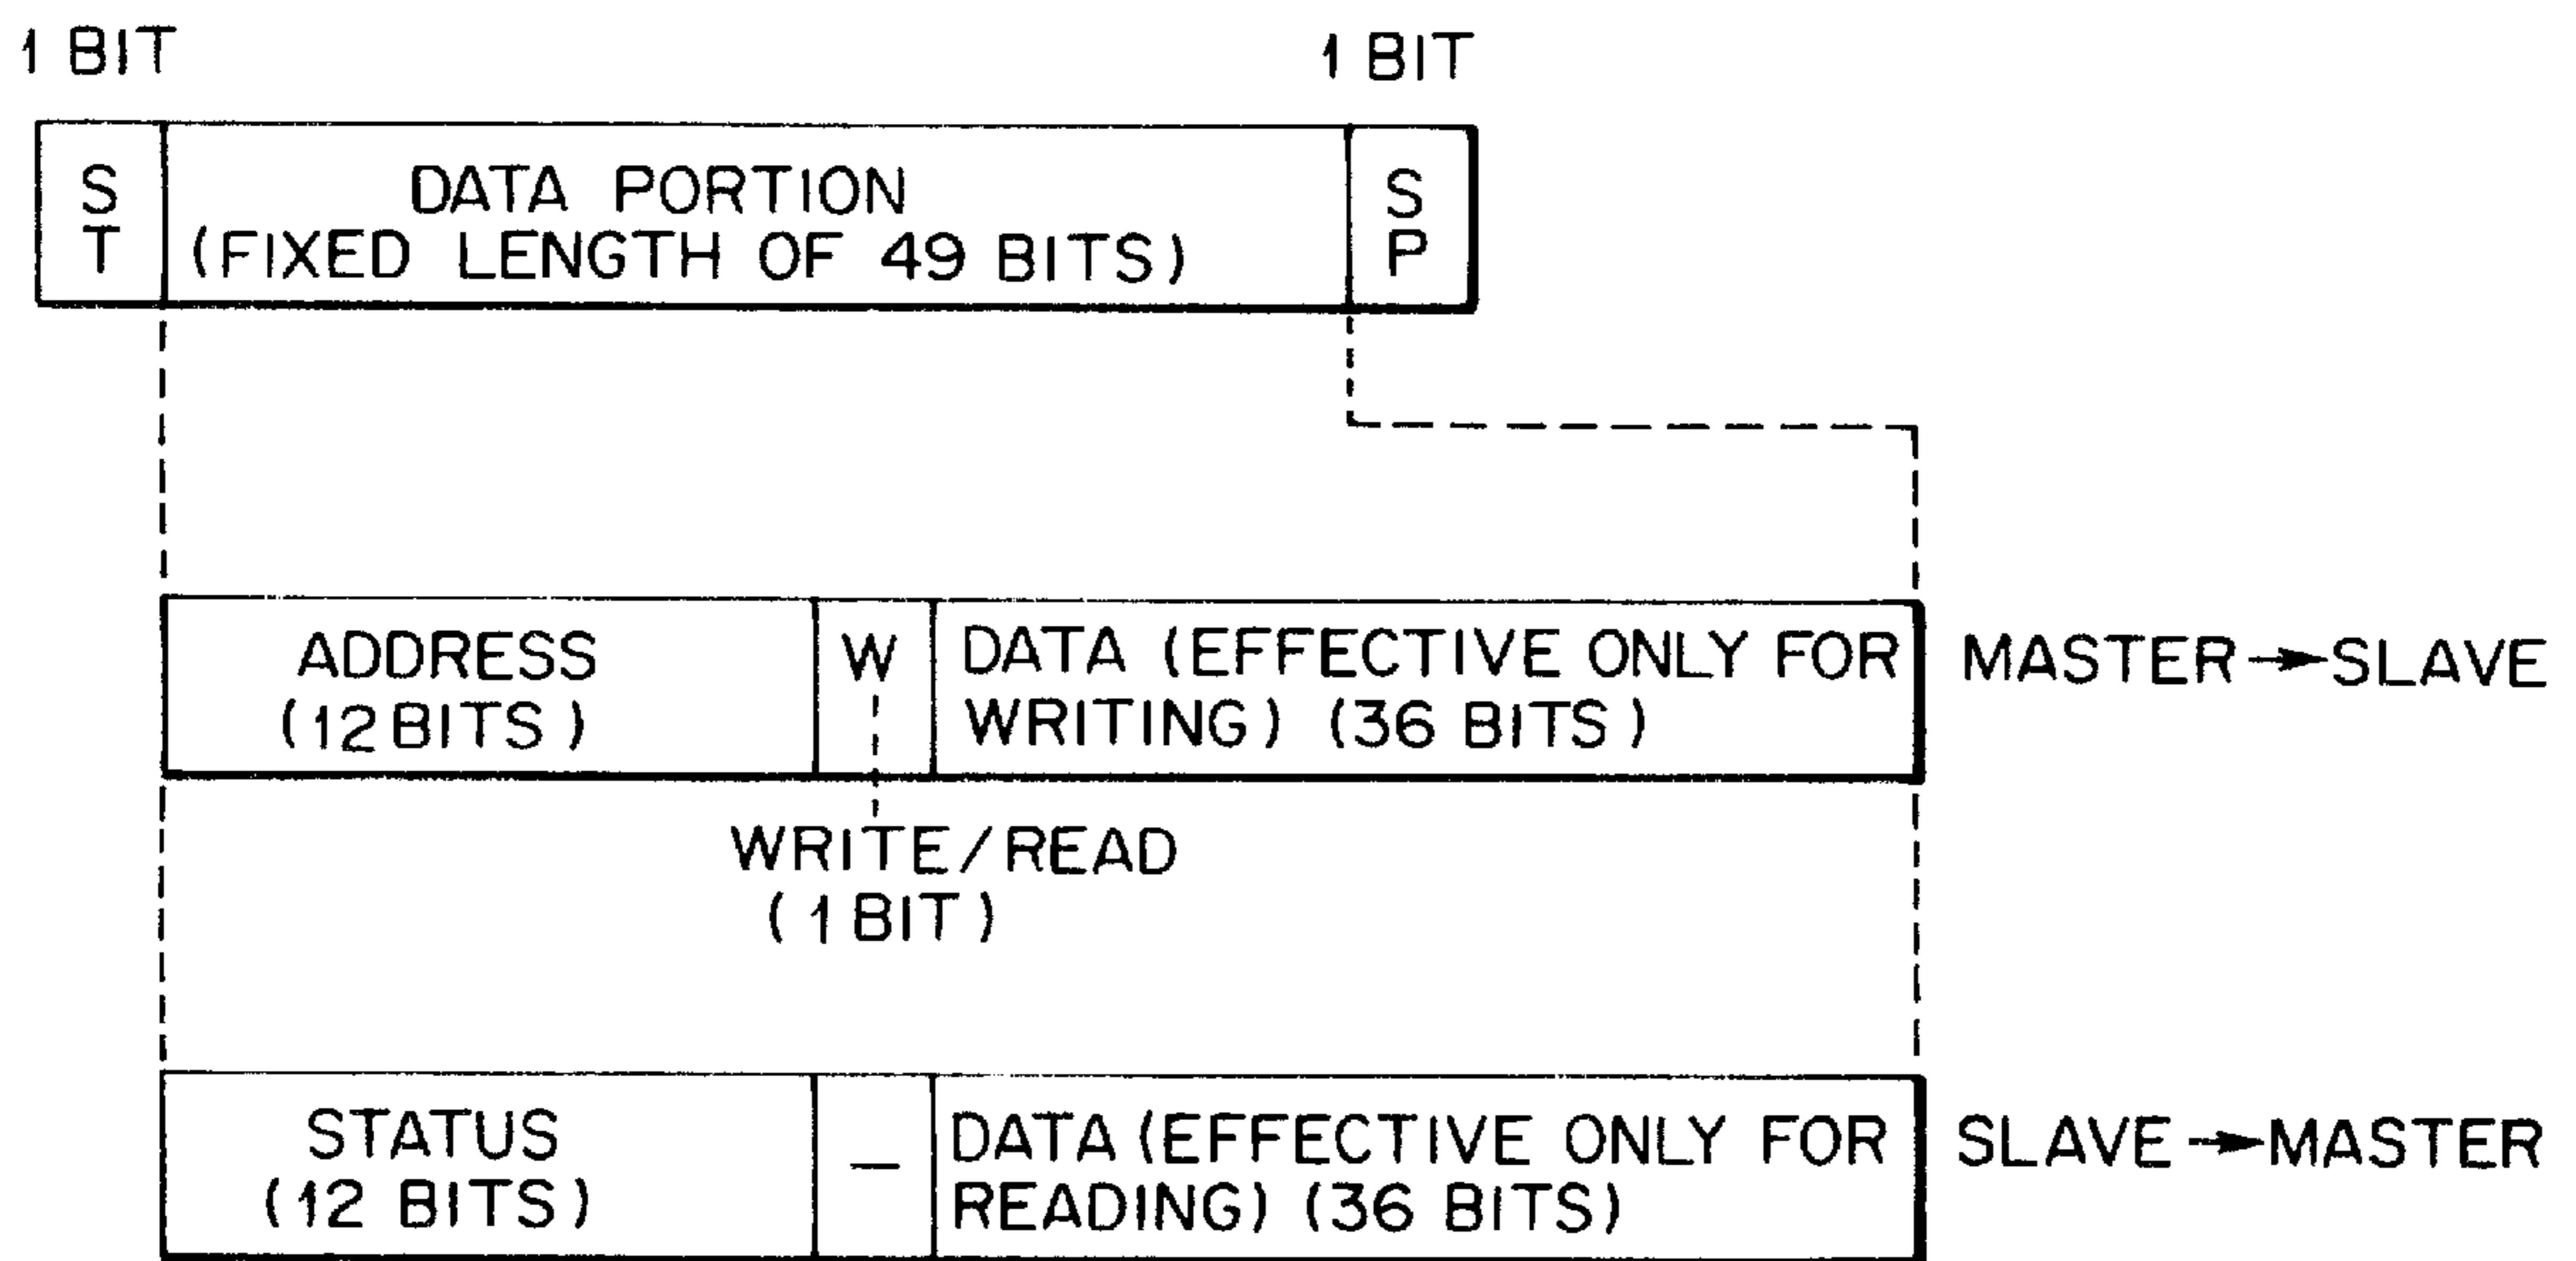 1 BIT
1 BIT
S
T
DATA PORTION
(FIXED LENGTH OF 49 BITS)
S
P
ADDRESS
(12 BITS)
W
DATA (EFFECTIVE ONLY FOR
WRITING) (36 BITS)
MASTER→SLAVE
WRITE/READ
(1 BIT)
STATUS
(12 BITS)
—
DATA (EFFECTIVE ONLY FOR
READING) (36 BITS)
SLAVE→MASTER